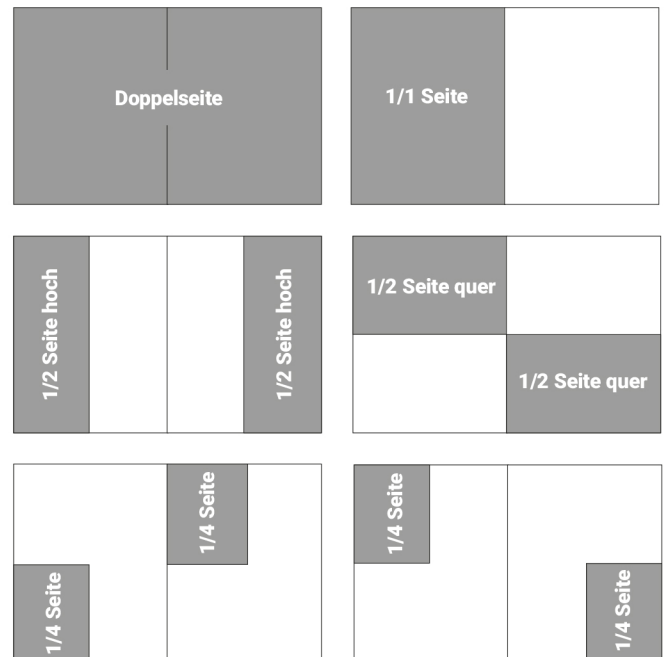 Doppelseite
1/1 Seite
1/2 Seite hoch
1/2 Seite hoch
1/2 Seite quer
1/2 Seite quer
1/4 Seite
1/4 Seite
1/4 Seite
1/4 Seite